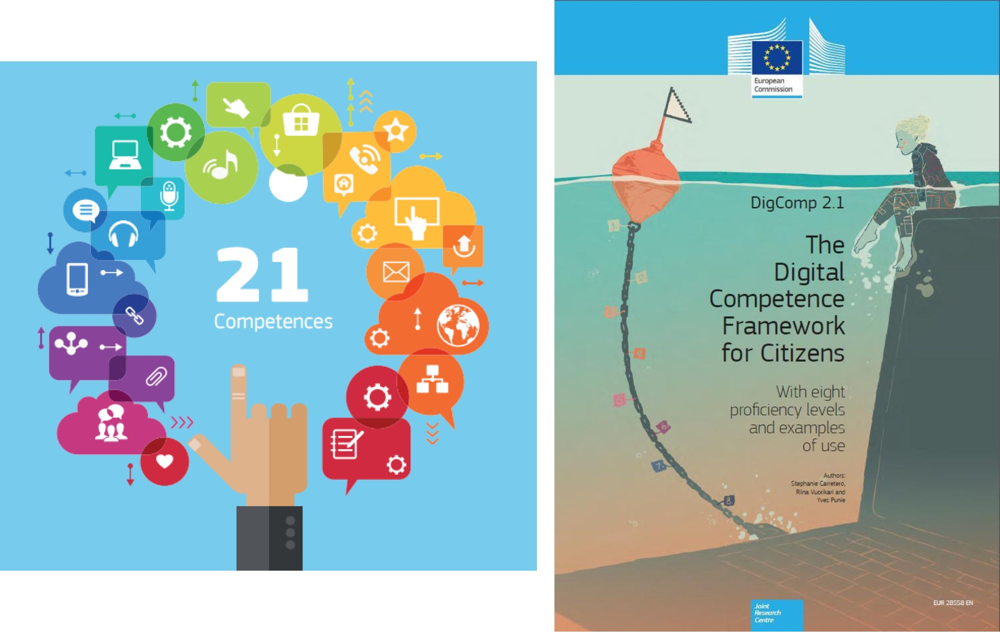 21
Competences
European
Commission
DigComp 2.1
The
Digital
Competence
Framework
for Citizens
With eight
proficiency levels
and examples
of use
Authors:
Stephanie Carretero,
Riina Vuorikari and
Yves Punie
1.
2.
3.
4.
5.
6.
7.
8.
EUR 28558 EN
Joint
Research
Centre